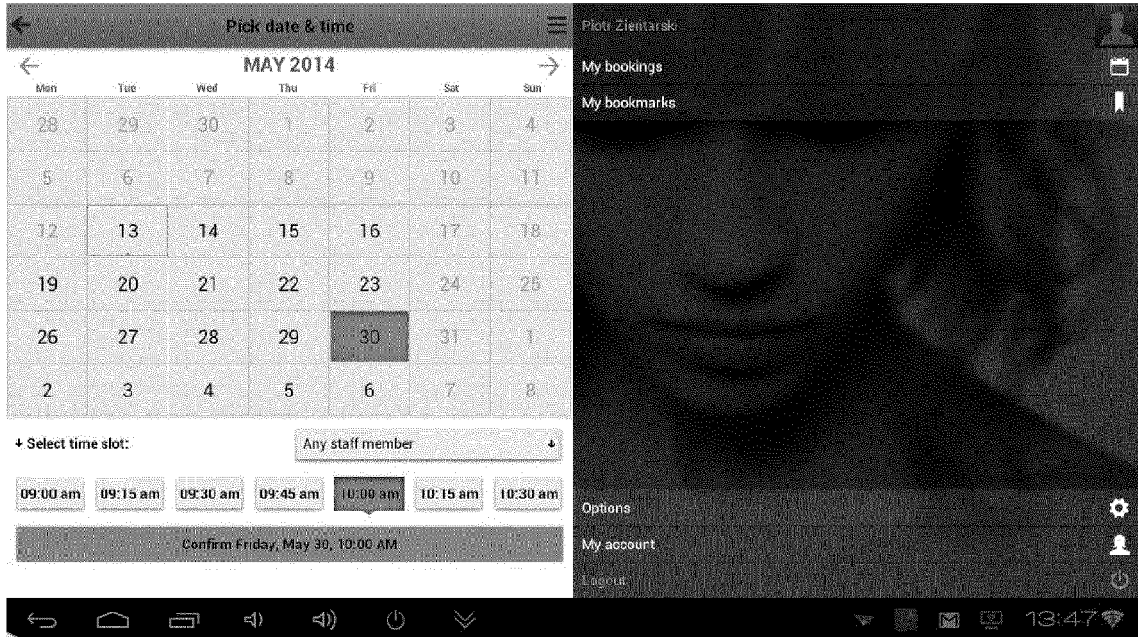 Pick date & time
MAY 2014
Mon Tue Wed Thu Fri Sat Sun
28 29 30 1 2 3 4
5 6 7 8 9 10 11
12 13 14 15 16 17 18
19 20 21 22 23 24 25
26 27 28 29 30 31 1
2 3 4 5 6 7 8
Select time slot: Any staff member
09:00 am 09:15 am 09:30 am 09:45 am 10:00 am 10:15 am 10:30 am
Confirm Friday, May 30, 10:00 AM
Piotr Zientarski
My bookings
My bookmarks
Options
My account
Logout
13:47